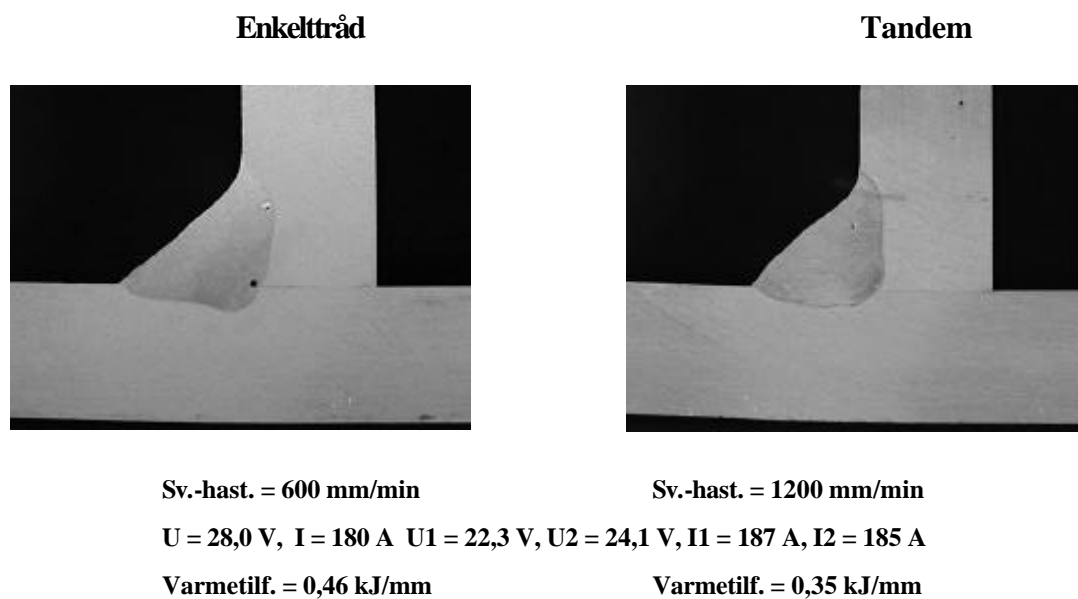 Enkelttråd
Tandem
Sv.-hast. = 600 mm/min
Sv.-hast. = 1200 mm/min
U = 28,0 V, I = 180 A U1 = 22,3 V, U2 = 24,1 V, I1 = 187 A, I2 = 185 A
Varmetilf. = 0,46 kJ/mm
Varmetilf. = 0,35 kJ/mm